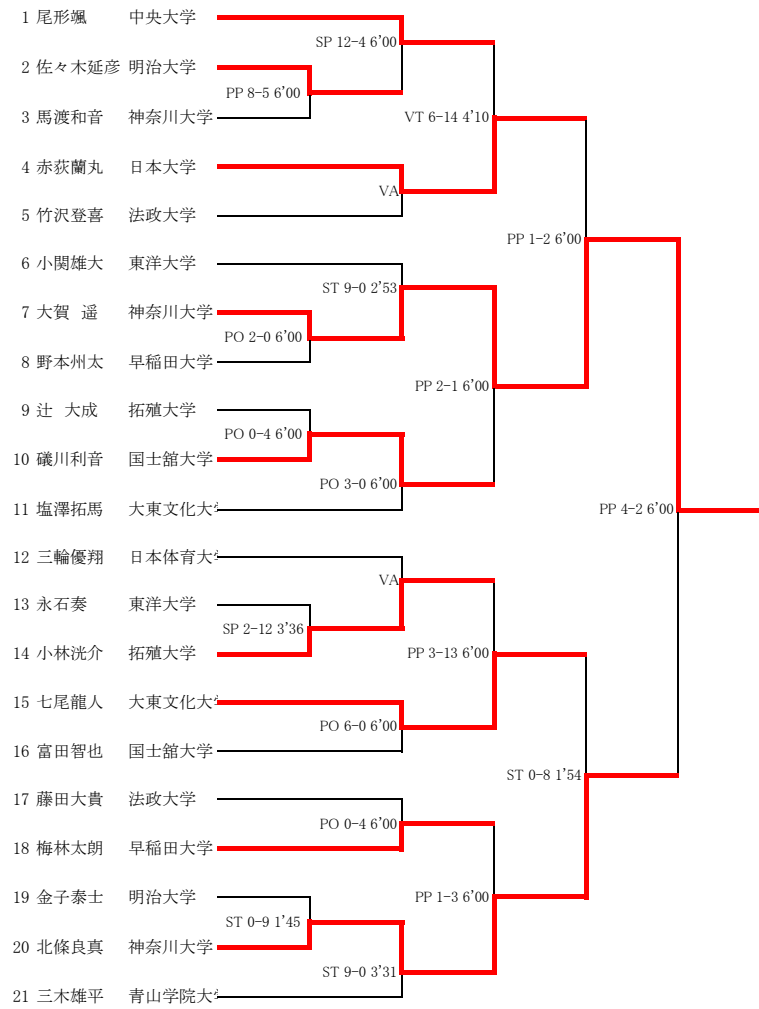 1 尾形颯 中央大学
SP 12-4 6'00
2 佐々木延彦 明治大学
PP 8-5 6'00
3 馬渡和音 神奈川大学
VT 6-14 4'10
4 赤荻蘭丸 日本大学
VA
5 竹沢登喜 法政大学
PP 1-2 6'00
6 小関雄大 東洋大学
ST 9-0 2'53
7 大賀 遥 神奈川大学
PO 2-0 6'00
8 野本州太 早稲田大学
PP 2-1 6'00
9 辻 大成 拓殖大学
PO 0-4 6'00
10 礒川利音 国士舘大学
PO 3-0 6'00
11 塩澤拓馬 大東文化大
PP 4-2 6'00
12 三輪優翔 日本体育大
VA
13 永石奏 東洋大学
SP 2-12 3'36
14 小林洸介 拓殖大学
PP 3-13 6'00
15 七尾龍人 大東文化大
PO 6-0 6'00
16 富田智也 国士舘大学
ST 0-8 1'54
17 藤田大貴 法政大学
PO 0-4 6'00
18 梅林太朗 早稲田大学
19 金子泰士 明治大学
PP 1-3 6'00
ST 0-9 1'45
20 北條良真 神奈川大学
ST 9-0 3'31
21 三木雄平 青山学院大